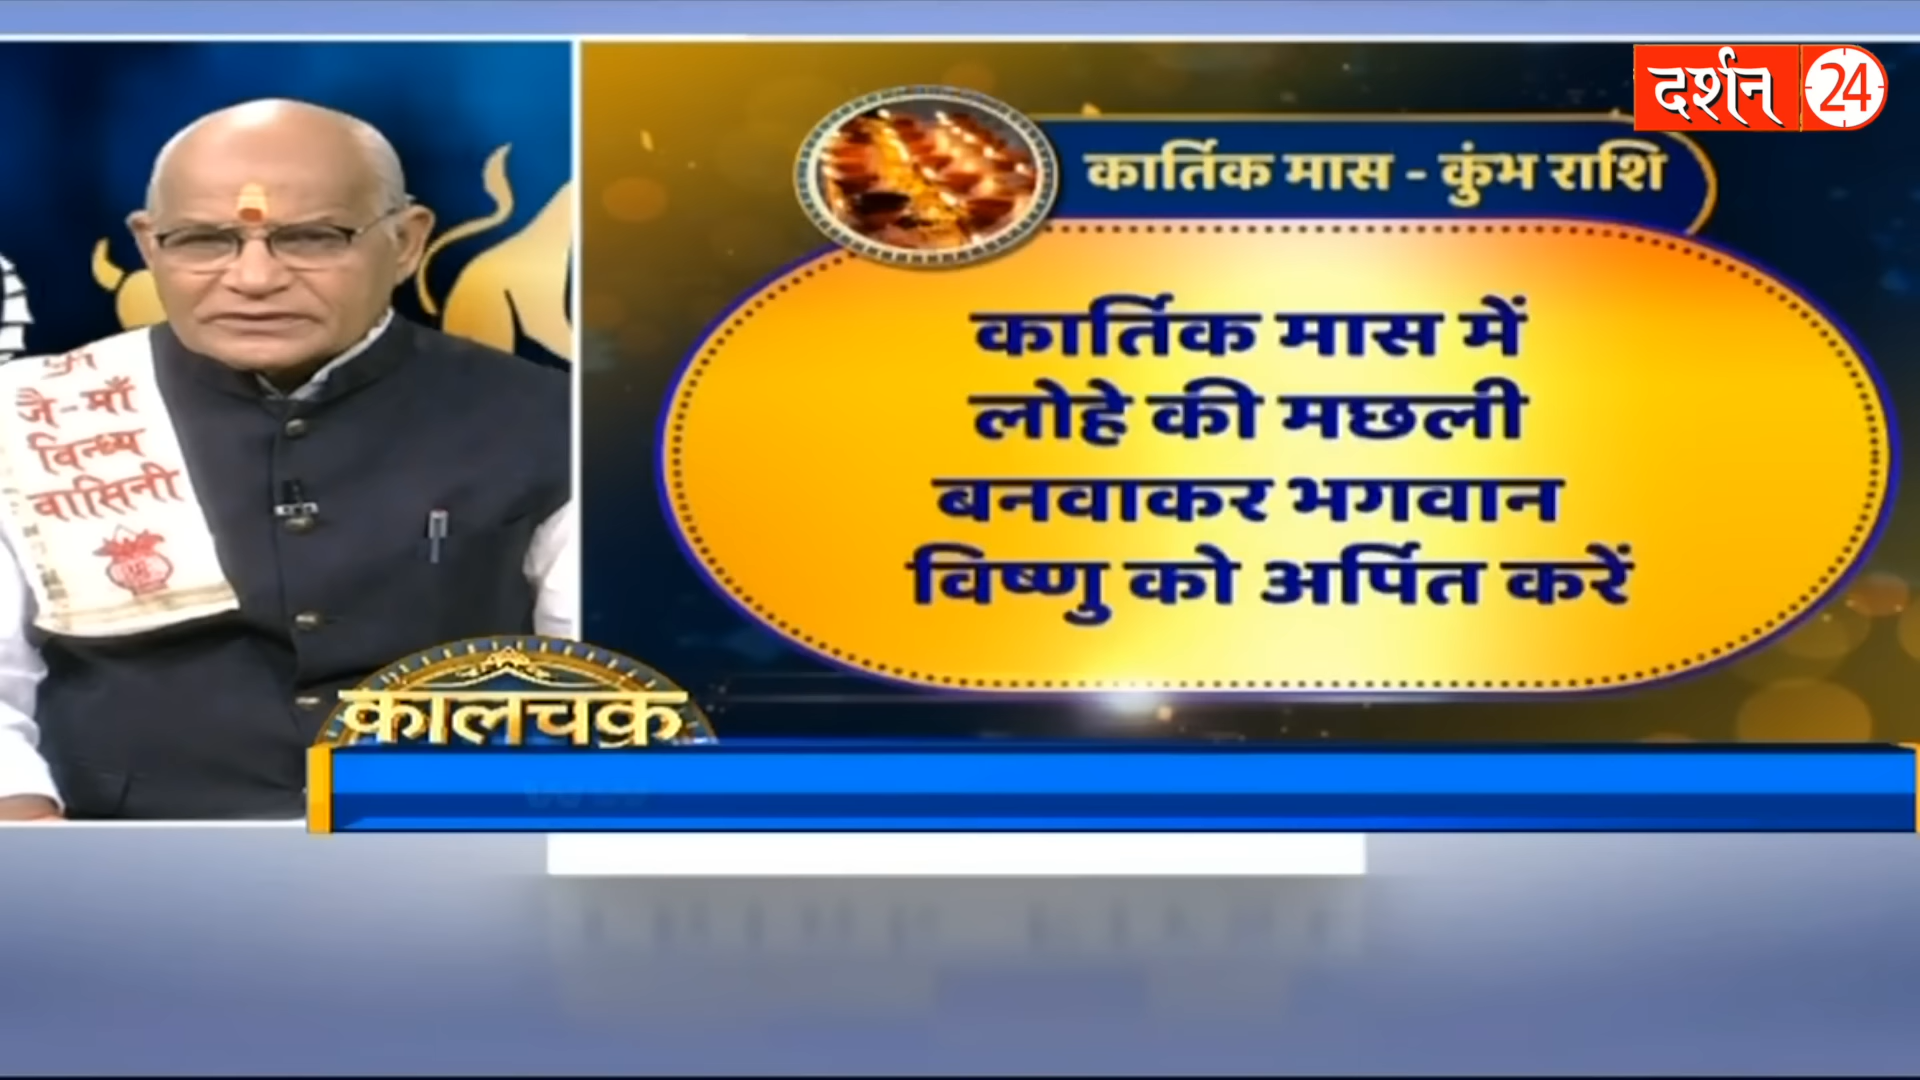 दर्शन 24
कार्तिक मास - कुंभ राशि
कार्तिक मास में
लोहे की मछली
बनवाकर भगवान
विष्णु को अर्पित करें
जै-माँ
विन्ध्य
वासिनी
कालचक्र